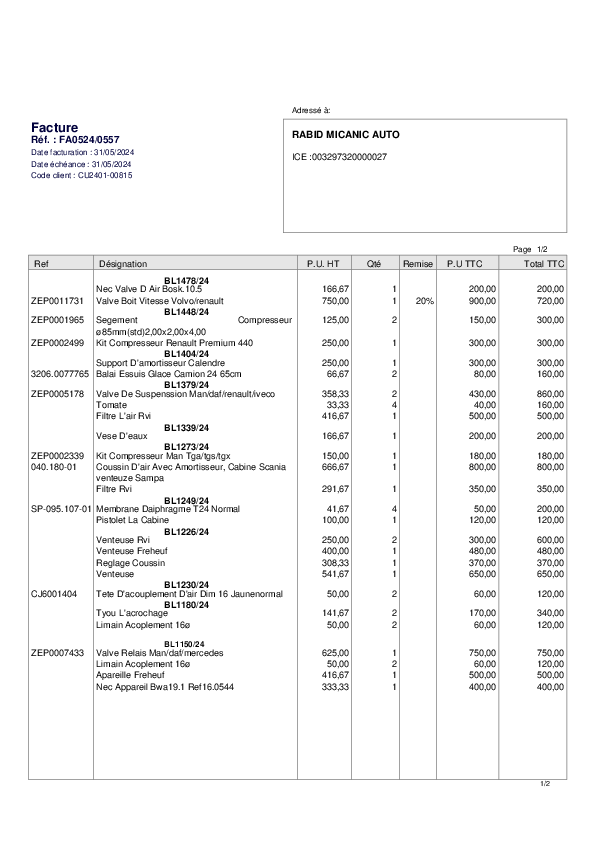 Adressé à:
Facture
Réf. : FA0524/0557
Date facturation : 31/05/2024
Date échéance : 31/05/2024
Code client : CU2401-00815
RABID MICANIC AUTO
ICE :003297320000027
Page 1/2
Ref Désignation P.U. HT Qté Remise P.U TTC Total TTC
BL1478/24
Nec Valve D Air Bosk.10.5 166,67 1 200,00 200,00
ZEP0011731 Valve Boit Vitesse Volvo/renault 750,00 1 20% 900,00 720,00
BL1448/24
ZEP0001965 Segement Compresseur 125,00 2 150,00 300,00
ø85mm(std)2,00x2,00x4,00
ZEP0002499 Kit Compresseur Renault Premium 440 250,00 1 300,00 300,00
BL1404/24
Support D'amortisseur Calendre 250,00 1 300,00 300,00
3206.0077765 Balai Essuis Glace Camion 24 65cm 66,67 2 80,00 160,00
BL1379/24
ZEP0005178 Valve De Suspenssion Man/daf/renault/iveco 358,33 2 430,00 860,00
Tomate 33,33 4 40,00 160,00
Filtre L'air Rvi 416,67 1 500,00 500,00
BL1339/24
Vese D'eaux 166,67 1 200,00 200,00
BL1273/24
ZEP0002339 Kit Compresseur Man Tga/tgs/tgx 150,00 1 180,00 180,00
040.180-01 Coussin D'air Avec Amortisseur, Cabine Scania 666,67 1 800,00 800,00
venteuze Sampa
Filtre Rvi 291,67 1 350,00 350,00
BL1249/24
SP-095.107-01 Membrane Daiphragme T24 Normal 41,67 4 50,00 200,00
Pistolet La Cabine 100,00 1 120,00 120,00
BL1226/24
Venteuse Rvi 250,00 2 300,00 600,00
Venteuse Freheuf 400,00 1 480,00 480,00
Reglage Coussin 308,33 1 370,00 370,00
Venteuse 541,67 1 650,00 650,00
BL1230/24
CJ6001404 Tete D'acouplement D'air Dim 16 Jaunenormal 50,00 2 60,00 120,00
BL1180/24
Tyou L'acrochage 141,67 2 170,00 340,00
Limain Acoplement 16ø 50,00 2 60,00 120,00
BL1150/24
ZEP0007433 Valve Relais Man/daf/mercedes 625,00 1 750,00 750,00
Limain Acoplement 16ø 50,00 2 60,00 120,00
Apareille Freheuf 416,67 1 500,00 500,00
Nec Appareil Bwa19.1 Ref16.0544 333,33 1 400,00 400,00
1/2